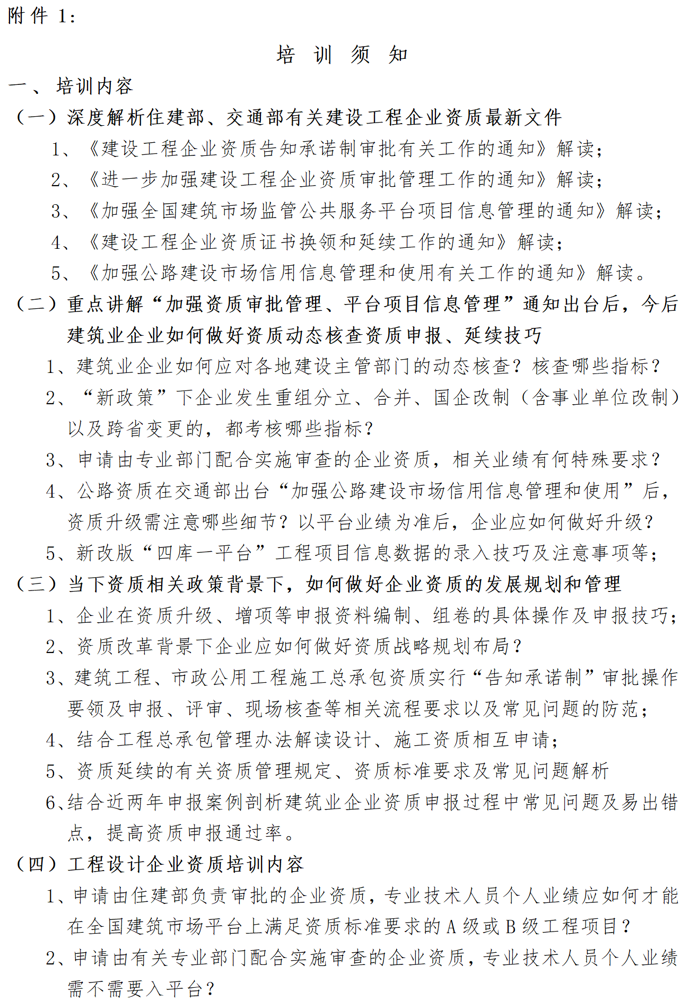 附件 1：
培 训 须 知
一、培训内容
（一）深度解析住建部、交通部有关建设工程企业资质最新文件
1、《建设工程企业资质告知承诺制审批有关工作的通知》解读；
2、《进一步加强建设工程企业资质审批管理工作的通知》解读；
3、《加强全国建筑市场监管公共服务平台项目信息管理的通知》解读；
4、《建设工程企业资质证书换领和延续工作的通知》解读；
5、《加强公路建设市场信用信息管理和使用有关工作的通知》解读。
（二）重点讲解“加强资质审批管理、平台项目信息管理”通知出台后，今后
建筑业企业如何做好资质动态核查资质申报、延续技巧
1、建筑业企业如何应对各地建设主管部门的动态核查？核查哪些指标？
2、“新政策”下企业发生重组分立、合并、国企改制（含事业单位改制）
以及跨省变更的，都考核哪些指标？
3、申请由专业部门配合实施审查的企业资质，相关业绩有何特殊要求？
4、公路资质在交通部出台“加强公路建设市场信用信息管理和使用”后，
资质升级需注意哪些细节？以平台业绩为准后，企业应如何做好升级？
5、新改版“四库一平台”工程项目信息数据的录入技巧及注意事项等；
（三）当下资质相关政策背景下，如何做好企业资质的发展规划和管理
1、企业在资质升级、增项等申报资料编制、组卷的具体操作及申报技巧；
2、资质改革背景下企业应如何做好资质战略规划布局？
3、建筑工程、市政公用工程施工总承包资质实行“告知承诺制”审批操作
要领及申报、评审、现场核查等相关流程要求以及常见问题的防范；
4、结合工程总承包管理办法解读设计、施工资质相互申请；
5、资质延续的有关资质管理规定、资质标准要求及常见问题解析
6、结合近两年申报案例剖析建筑业企业资质申报过程中常见问题及易出错
点，提高资质申报通过率。
（四）工程设计企业资质培训内容
1、申请由住建部负责审批的企业资质，专业技术人员个人业绩应如何才能
在全国建筑市场平台上满足资质标准要求的 A 级或 B 级工程项目？
2、申请由有关专业部门配合实施审查的企业资质，专业技术人员个人业绩
需不需要入平台？